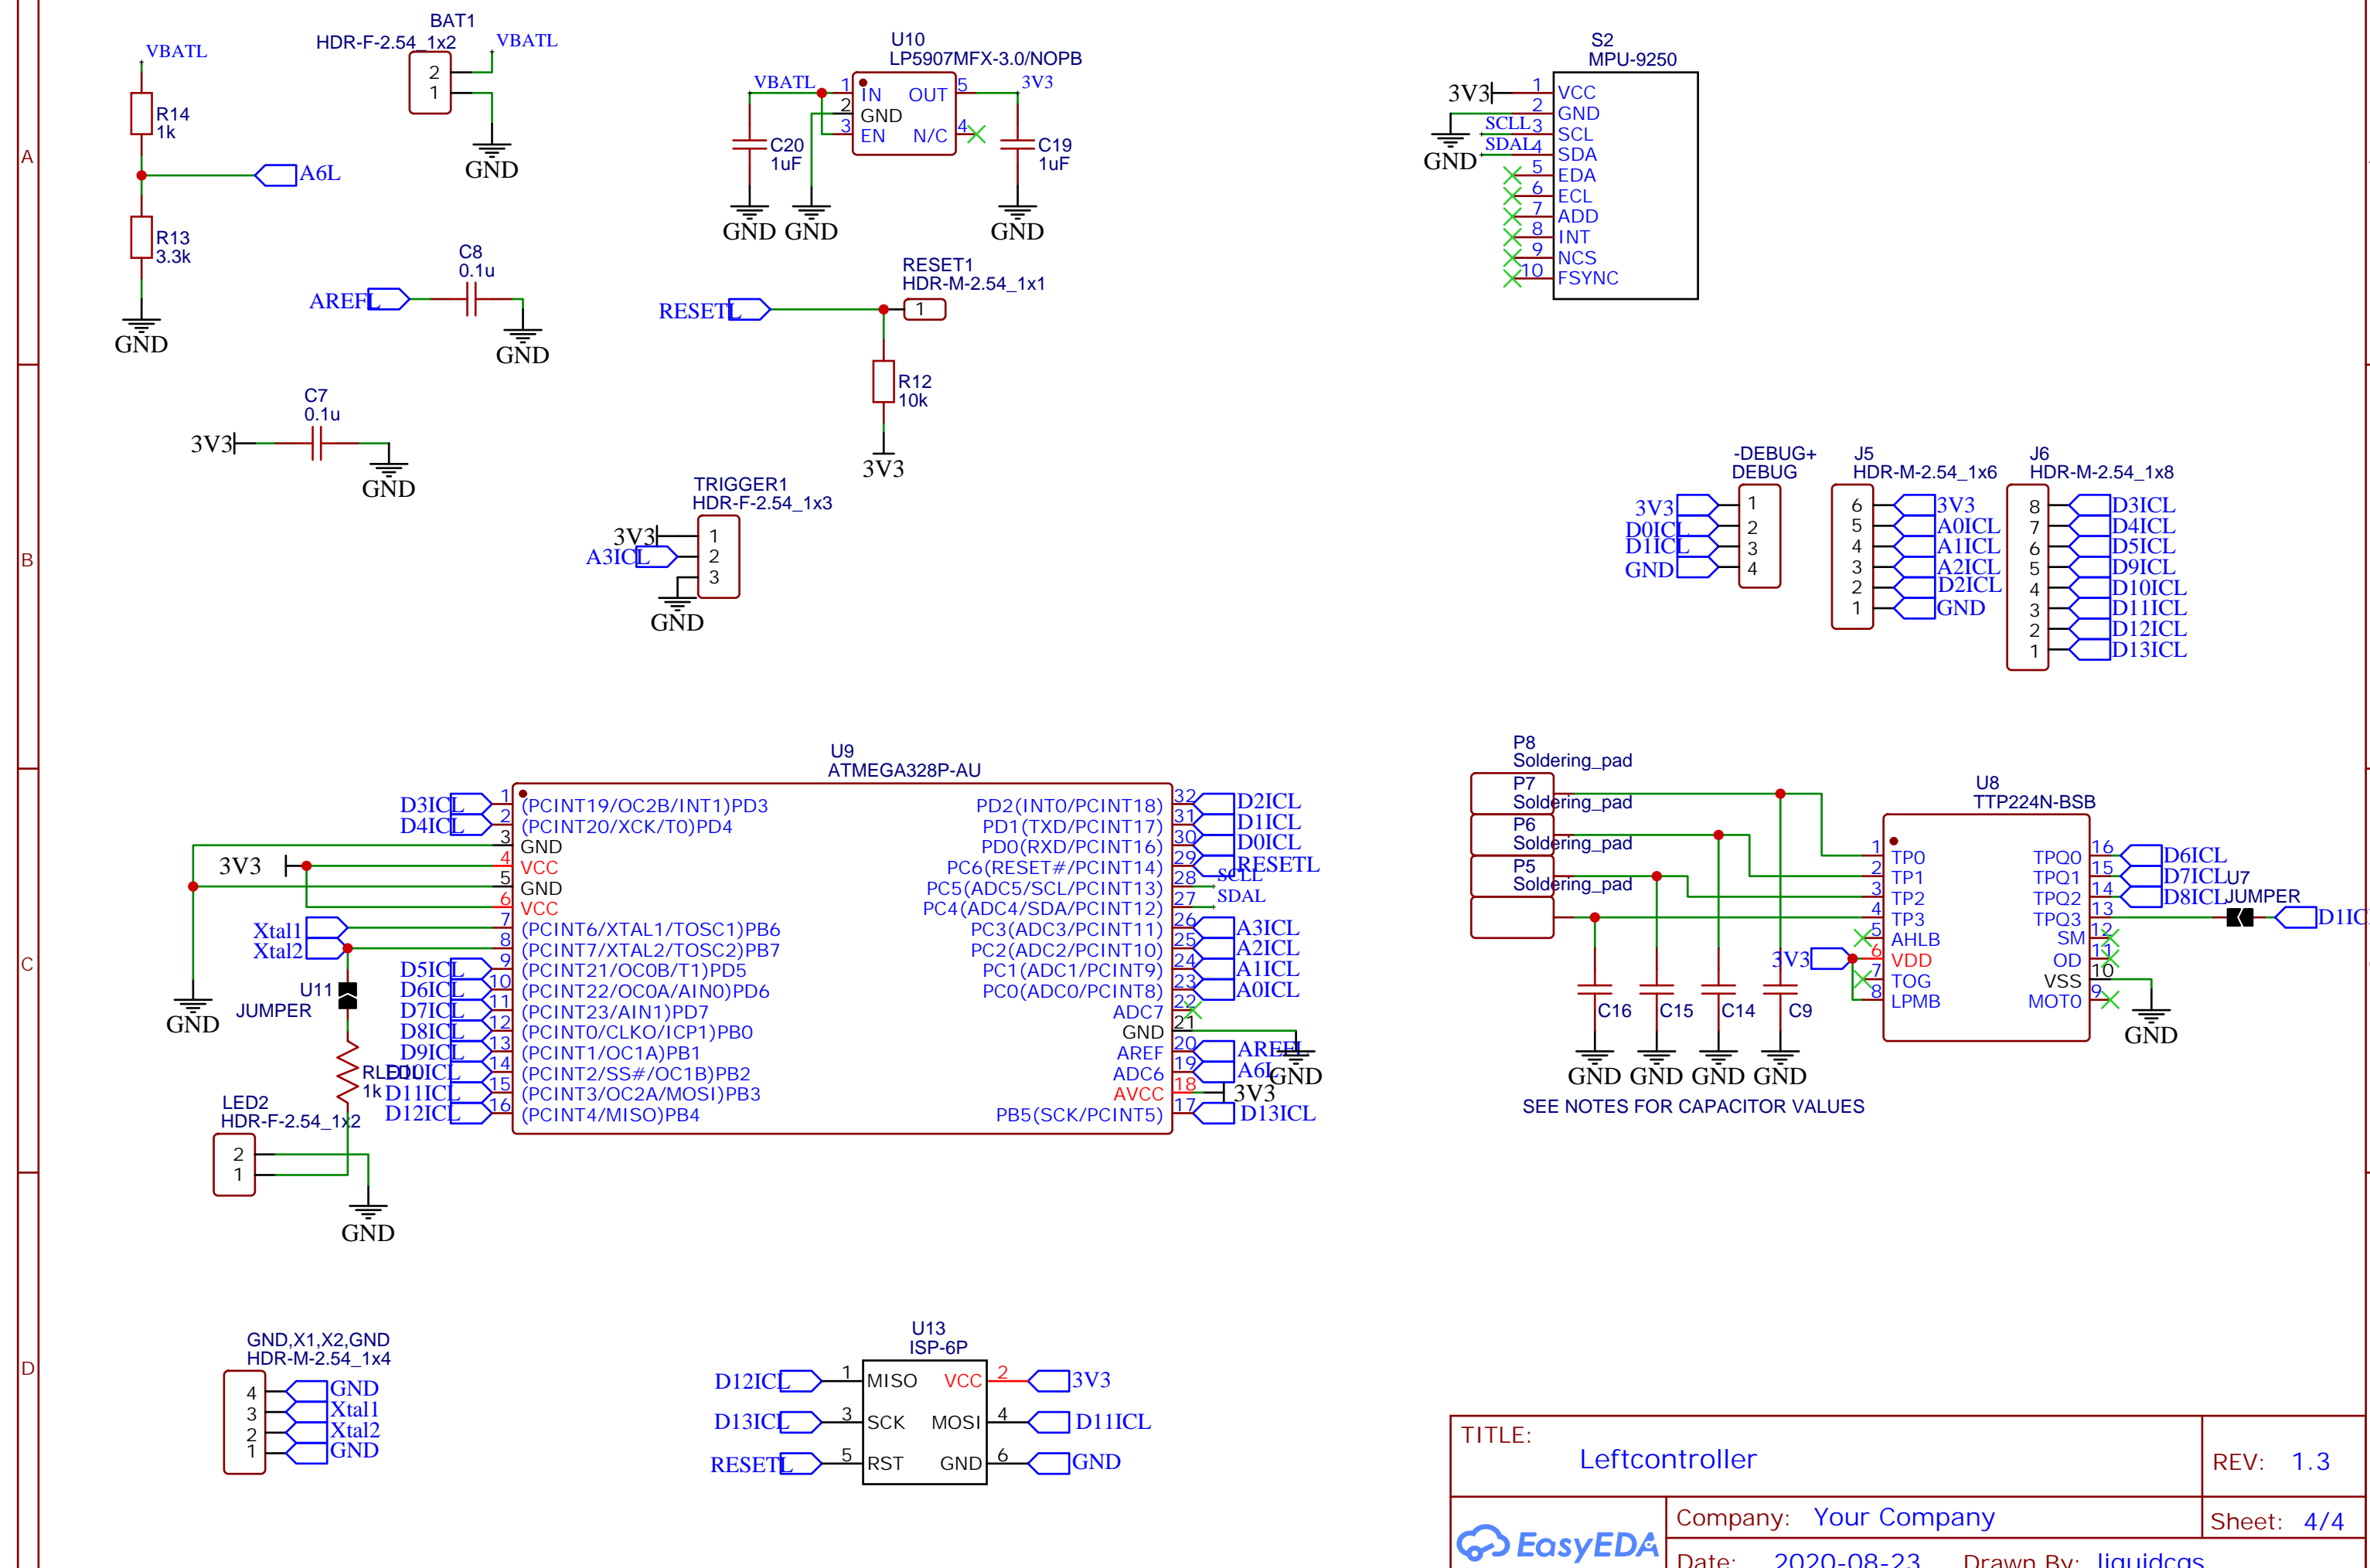 BAT1
HDR-F-2.54_1x2
VBATL
VBATL
2
1
R14
1k
A6L
R13
3.3k
GND
GND
U10
LP5907MFX-3.0/NOPB
VBATL
1
IN
OUT
5
3V3
2
GND
3
EN
N/C
4
C20
1uF
C19
1uF
GND
GND
GND
S2
MPU-9250
3V3
1
VCC
2
GND
SCLL
3
SCL
SDAL
4
SDA
GND
5
EDA
6
ECL
7
ADD
8
INT
9
NCS
10
FSYNC
A
C8
0.1u
AREFL
GND
RESET1
HDR-M-2.54_1x1
RESETL
1
R12
10k
3V3
C7
0.1u
3V3
GND
TRIGGER1
HDR-F-2.54_1x3
3V3
1
A3ICL
2
3
GND
B
-DEBUG+
DEBUG
3V3
1
D0ICL
2
D1ICL
3
GND
4
J5
HDR-M-2.54_1x6
6
3V3
5
A0ICL
4
A1ICL
3
A2ICL
2
D2ICL
1
GND
J6
HDR-M-2.54_1x8
8
D3ICL
7
D4ICL
6
D5ICL
5
D9ICL
4
D10ICL
3
D11ICL
2
D12ICL
1
D13ICL
U9
ATMEGA328P-AU
D3ICL
1
(PCINT19/OC2B/INT1)PD3
D4ICL
2
(PCINT20/XCK/T0)PD4
3
GND
3V3
4
VCC
5
GND
6
VCC
Xtal1
7
(PCINT6/XTAL1/TOSC1)PB6
Xtal2
8
(PCINT7/XTAL2/TOSC2)PB7
D5ICL
9
(PCINT21/OC0B/T1)PD5
D6ICL
10
(PCINT22/OC0A/AIN0)PD6
D7ICL
11
(PCINT23/AIN1)PD7
D8ICL
12
(PCINT0/CLKO/ICP1)PB0
D9ICL
13
(PCINT1/OC1A)PB1
D10ICL
14
(PCINT2/SS#/OC1B)PB2
D11ICL
15
(PCINT3/OC2A/MOSI)PB3
D12ICL
16
(PCINT4/MISO)PB4
PD2(INT0/PCINT18)
32
D2ICL
PD1(TXD/PCINT17)
31
D1ICL
PD0(RXD/PCINT16)
30
D0ICL
PC6(RESET#/PCINT14)
29
RESETL
PC5(ADC5/SCL/PCINT13)
28
SCLL
PC4(ADC4/SDA/PCINT12)
27
SDAL
PC3(ADC3/PCINT11)
26
A3ICL
PC2(ADC2/PCINT10)
25
A2ICL
PC1(ADC1/PCINT9)
24
A1ICL
PC0(ADC0/PCINT8)
23
A0ICL
ADC7
22
GND
21
AREF
20
AREFL
ADC6
19
A6L
GND
AVCC
18
3V3
PB5(SCK/PCINT5)
17
D13ICL
GND
U11
JUMPER
RLEDL
1k
LED2
HDR-F-2.54_1x2
2
1
GND
C
P8
Soldering_pad
P7
Soldering_pad
P6
Soldering_pad
P5
Soldering_pad
C16
C15
C14
C9
GND
GND
GND
GND
SEE NOTES FOR CAPACITOR VALUES
U8
TTP224N-BSB
1
TP0
2
TP1
3
TP2
4
TP3
5
AHLB
3V3
6
VDD
7
TOG
8
LPMB
TPQ0
16
D6ICL
TPQ1
15
D7ICL
TPQ2
14
D8ICL
TPQ3
13
SM
12
OD
11
VSS
10
MOT0
9
U7
JUMPER
D1IC
GND
D
GND,X1,X2,GND
HDR-M-2.54_1x4
4
GND
3
Xtal1
2
Xtal2
1
GND
U13
ISP-6P
D12ICL
1
MISO
VCC
2
3V3
D13ICL
3
SCK
MOSI
4
D11ICL
RESETL
5
RST
GND
6
GND
TITLE:
Leftcontroller
REV: 1.3
EasyEDA
Company: Your Company
Sheet: 4/4
Date: 2020-08-23 Drawn By: liquidcgs